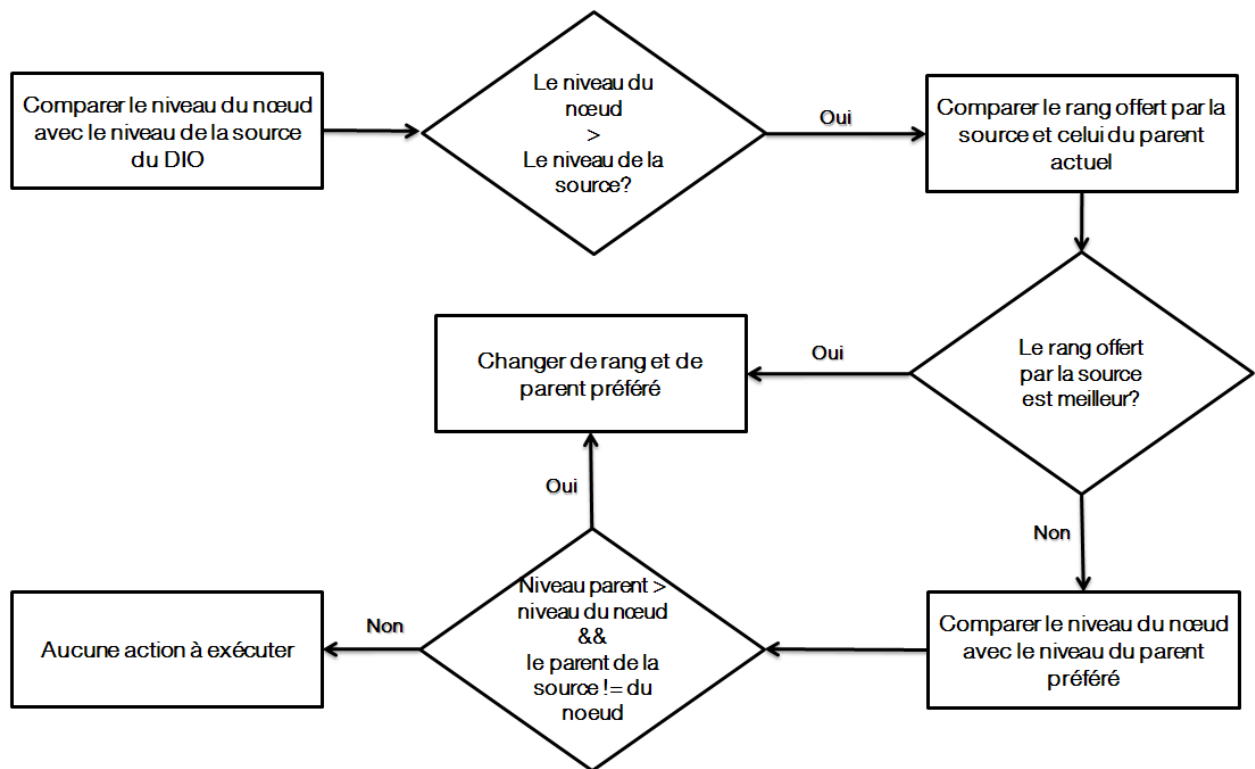 Comparer le niveau du nœud
avec le niveau de la source
du DIO
Le niveau du
nœud
>
Le niveau de la
source?
Oui
Comparer le rang offert par la
source et celui du parent
actuel
Le rang offert
par la source
est meilleur?
Oui
Changer de rang et de
parent préféré
Non
Comparer le niveau du nœud
avec le niveau du parent
préféré
Niveau parent >
niveau du nœud
&&
le parent de la
source != du
noeud
Oui
Non
Aucune action à exécuter